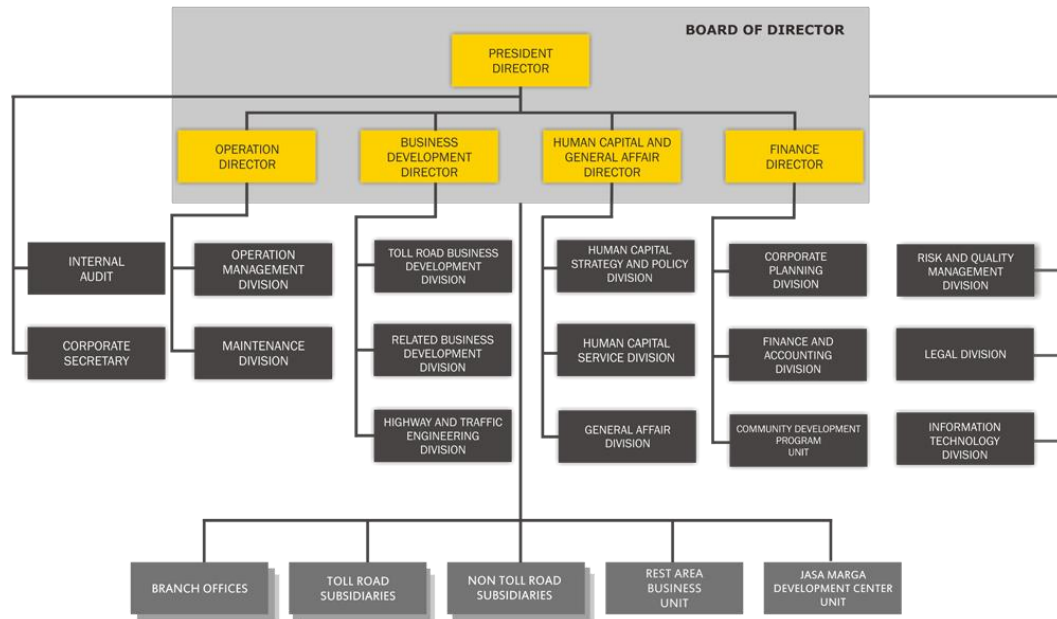 BOARD OF DIRECTOR
PRESIDENT
DIRECTOR
OPERATION
DIRECTOR
BUSINESS
DEVELOPMENT
DIRECTOR
HUMAN CAPITAL AND
GENERAL AFFAIR
DIRECTOR
FINANCE
DIRECTOR
INTERNAL
AUDIT
OPERATION
MANAGEMENT
DIVISION
TOLL ROAD BUSINESS
DEVELOPMENT
DIVISION
HUMAN CAPITAL
STRATEGY AND POLICY
DIVISION
CORPORATE
PLANNING
DIVISION
RISK AND QUALITY
MANAGEMENT
DIVISION
CORPORATE
SECRETARY
MAINTENANCE
DIVISION
RELATED BUSINESS
DEVELOPMENT
DIVISION
HUMAN CAPITAL
SERVICE DIVISION
FINANCE AND
ACCOUNTING
DIVISION
LEGAL DIVISION
HIGHWAY AND TRAFFIC
ENGINEERING
DIVISION
GENERAL AFFAIR
DIVISION
COMMUNITY DEVELOPMENT
PROGRAM
UNIT
INFORMATION
TECHNOLOGY
DIVISION
BRANCH OFFICES
TOLL ROAD
SUBSIDIARIES
NON TOLL ROAD
SUBSIDIARIES
REST AREA
BUSINESS
UNIT
JASA MARGA
DEVELOPMENT CENTER
UNIT